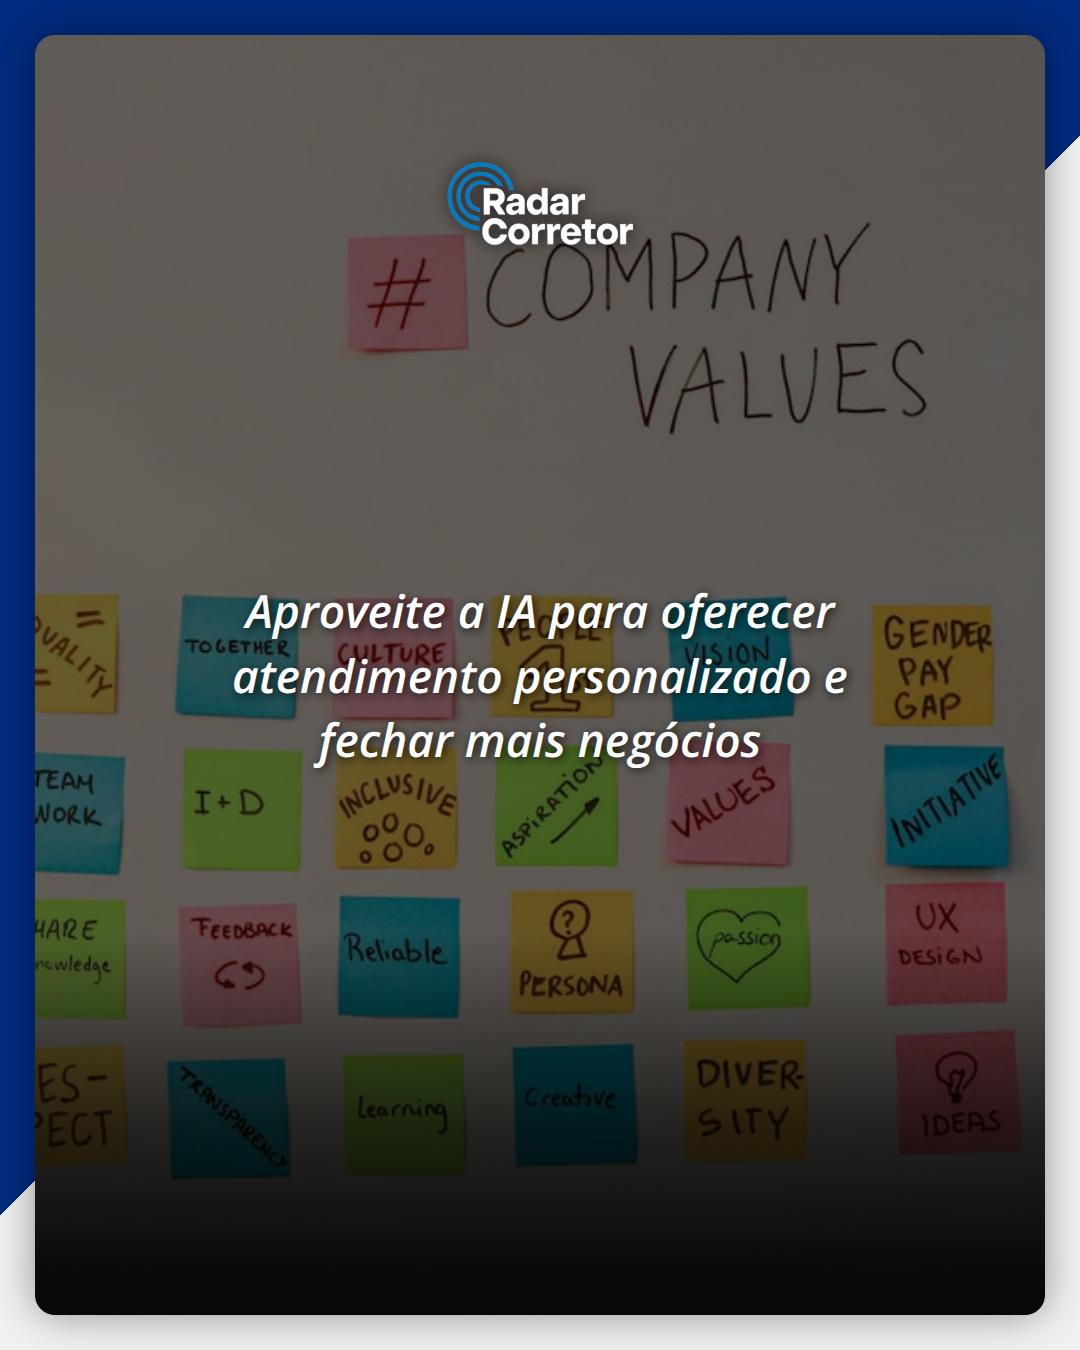 Radar
Corretor
# COMPANY
VALUES
Aproveite a IA para oferecer
atendimento personalizado e
fechar mais negócios
TOGETHER
CULTURE
PEOPLE
1st
VISION
GENDER
PAY
GAP
TEAM
WORK
I+D
INCLUSIVE
ASPIRATION
VALUES
INITIATIVE
HARE
nowledge
FEEDBACK
Reliable
?
PERSONA
passion
UX
DESIGN
ES-
PECT
TRANSPARENCY
Learning
Creative
DIVER-
SITY
IDEAS